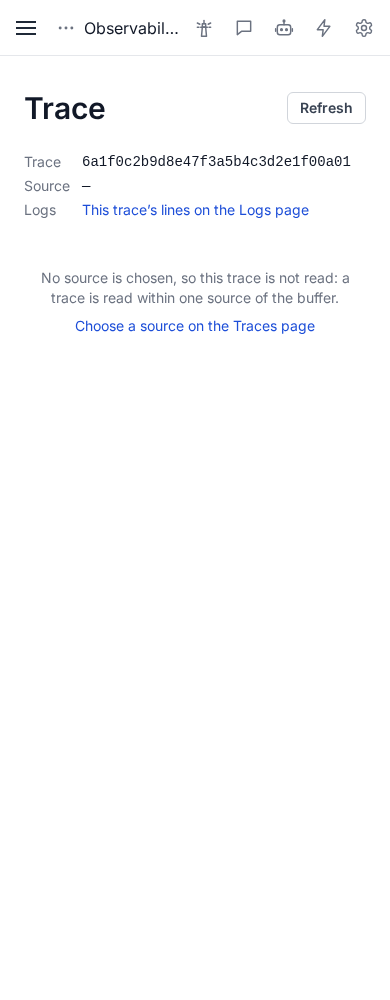 Observabil...
Trace
Refresh
Trace 6a1f0c2b9d8e47f3a5b4c3d2e1f00a01
Source —
Logs This trace’s lines on the Logs page
No source is chosen, so this trace is not read: a
trace is read within one source of the buffer.
Choose a source on the Traces page